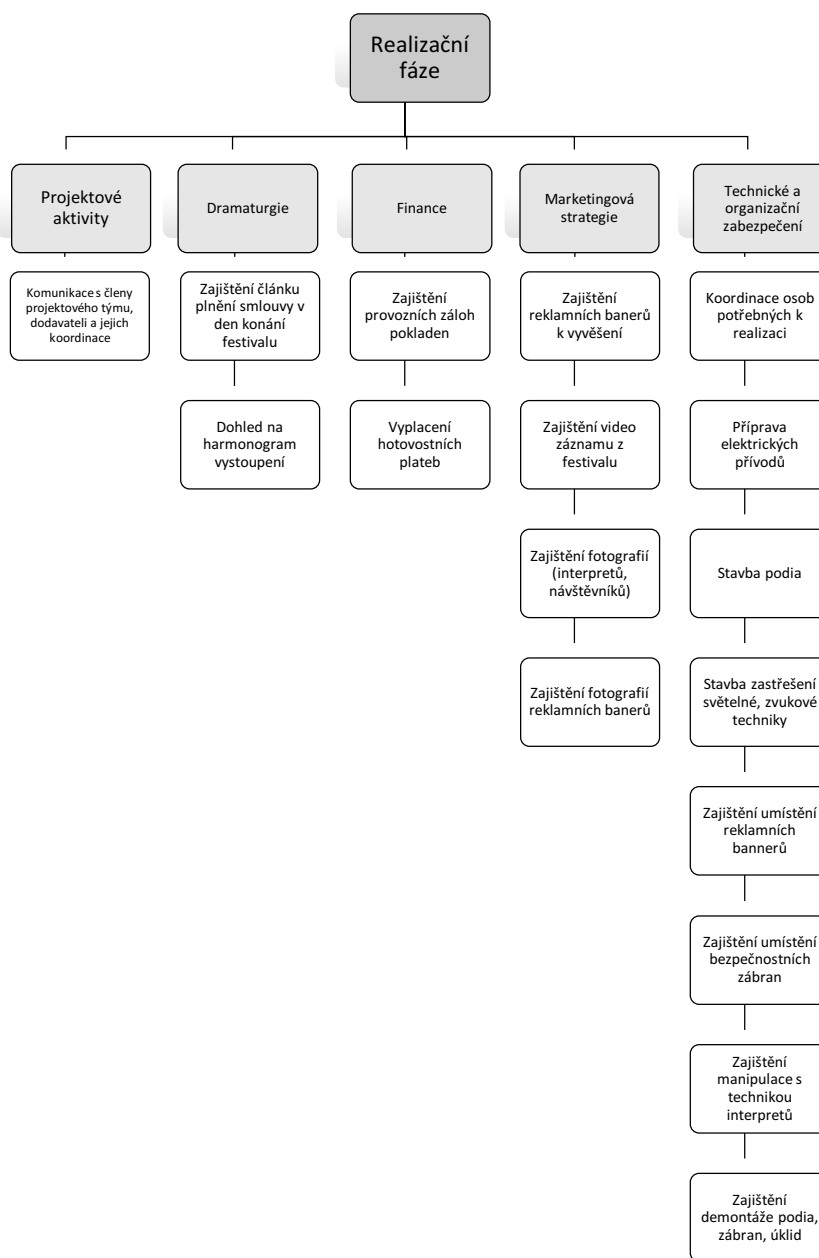 Realizační
fáze
Projektové
aktivity
Dramaturgie
Finance
Marketingová
strategie
Technické a
organizační
zabezpečení
Komunikace s členy
projektového týmu,
dodavateli a jejich
koordinace
Zajištění článku
plnění smlouvy v
den konání
festivalu
Zajištění
provozních záloh
pokladen
Zajištění
reklamních banerů
k vyvěšení
Koordinace osob
potřebných k
realizaci
Dohled na
harmonogram
vystoupení
Vyplacení
hotovostních
plateb
Zajištění video
záznamu z
festivalu
Příprava
elektrických
přívodů
Zajištění fotografií
(interpretů,
návštěvníků)
Stavba podia
Zajištění fotografií
reklamních banerů
Stavba zastřešení
světelné, zvukové
techniky
Zajištění umístění
reklamních
bannerů
Zajištění umístění
bezpečnostních
zábran
Zajištění
manipulace s
technikou
interpretů
Zajištění
demontáže podia,
zábran, úklid